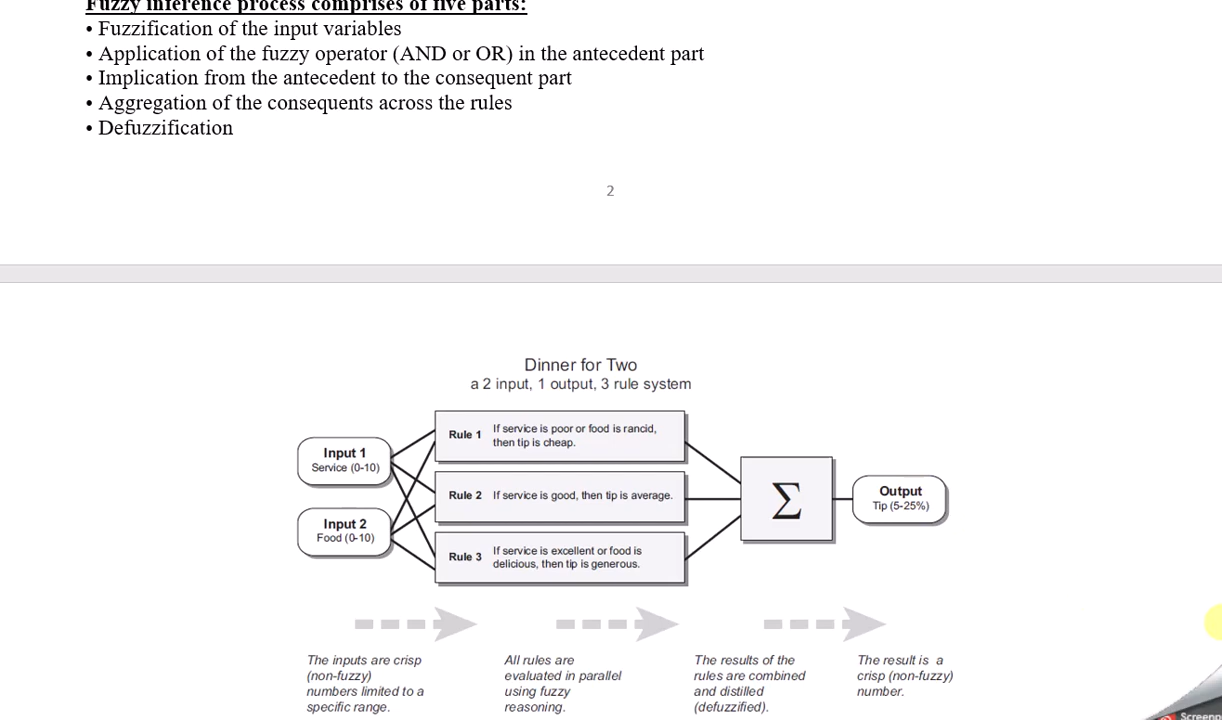 Fuzzy inference process comprises of five parts:
• Fuzzification of the input variables
• Application of the fuzzy operator (AND or OR) in the antecedent part
• Implication from the antecedent to the consequent part
• Aggregation of the consequents across the rules
• Defuzzification
2
Dinner for Two
a 2 input, 1 output, 3 rule system
Input 1
Service (0-10)
Input 2
Food (0-10)
Rule 1
If service is poor or food is rancid,
then tip is cheap.
Rule 2
If service is good, then tip is average.
Rule 3
If service is excellent or food is
delicious, then tip is generous.
Σ
Output
Tip (5-25%)
The inputs are crisp
(non-fuzzy)
numbers limited to a
specific range.
All rules are
evaluated in parallel
using fuzzy
reasoning.
The results of the
rules are combined
and distilled
(defuzzified).
The result is a
crisp (non-fuzzy)
number.